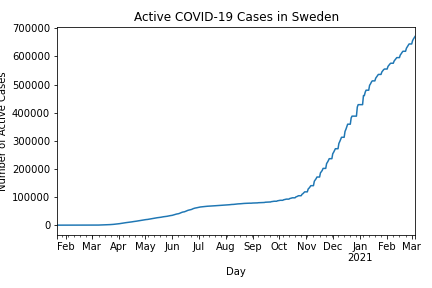 Active COVID-19 Cases in Sweden
700000
600000
500000
400000
300000
200000
100000
0
Number of Active Cases
Feb Mar Apr May Jun Jul Aug Sep Oct Nov Dec Jan Feb Mar
2021
Day